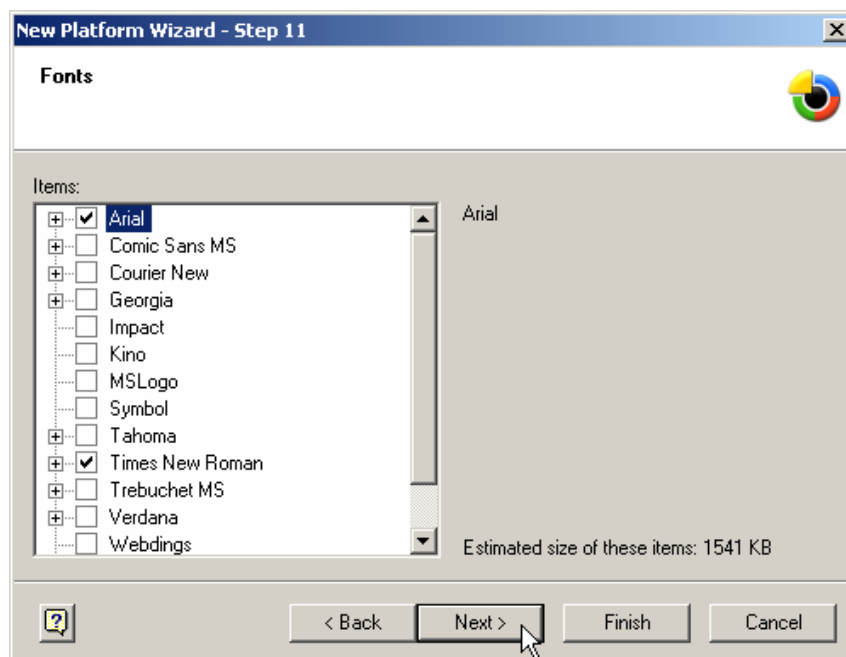 New Platform Wizard - Step 11
Fonts
Items:
Arial
Comic Sans MS
Courier New
Georgia
Impact
Kino
MSLogo
Symbol
Tahoma
Times New Roman
Trebuchet MS
Verdana
Webdings
Arial
Estimated size of these items: 1541 KB
< Back
Next >
Finish
Cancel